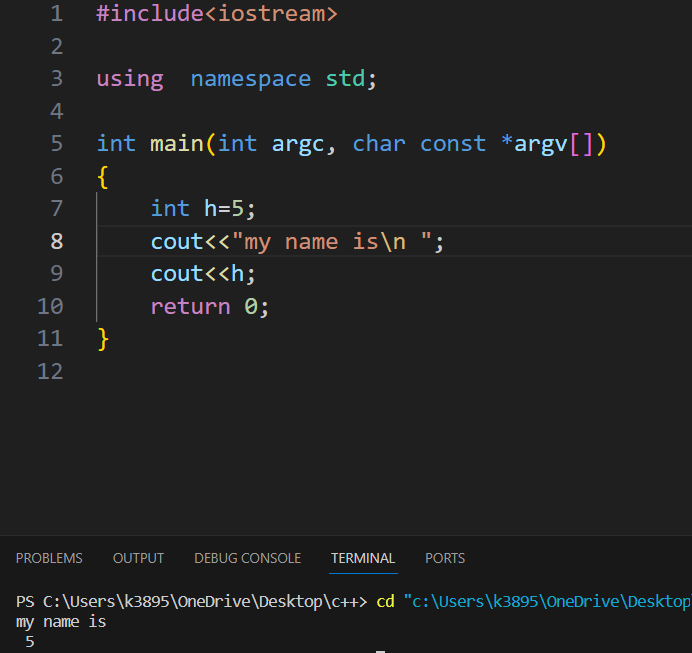 1 #include<iostream>
2
3 using  namespace std;
4
5 int main(int argc, char const *argv[])
6 {
7     int h=5;
8     cout<<"my name is\n ";
9     cout<<h;
10     return 0;
11 }
12
PROBLEMS OUTPUT DEBUG CONSOLE TERMINAL PORTS
PS C:\Users\k3895\OneDrive\Desktop\c++> cd "c:\Users\k3895\OneDrive\Desktop
my name is
 5